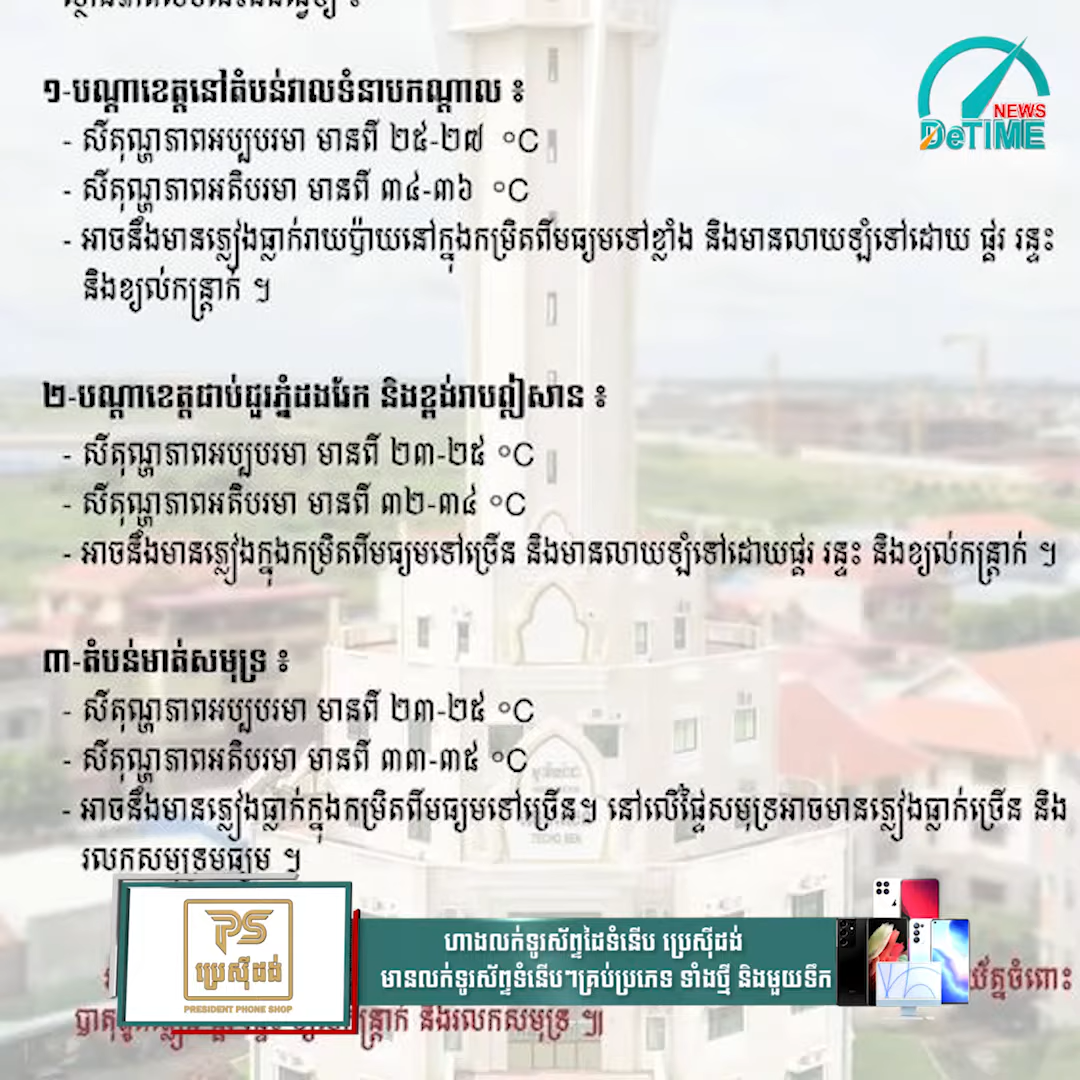 NEWS
DeTIME
១-បណ្តាខេត្តនៅតំបន់វាលទំនាបកណ្តាល ៖
- សីតុណ្ហភាពអប្បបរមា មានពី ២៥-២៧ °C
- សីតុណ្ហភាពអតិបរមា មានពី ៣៤-៣៦ °C
- អាចនឹងមានភ្លៀងធ្លាក់រាយប៉ាយនៅក្នុងកម្រិតពីមធ្យមទៅខ្លាំង និងមានលាយឡំទៅដោយ ផ្គរ រន្ទះ
និងខ្យល់កន្ត្រាក់ ។
២-បណ្តាខេត្តជាប់ជួរភ្នំដងរែក និងខ្ពង់រាបឦសាន ៖
- សីតុណ្ហភាពអប្បបរមា មានពី ២៣-២៥ °C
- សីតុណ្ហភាពអតិបរមា មានពី ៣២-៣៤ °C
- អាចនឹងមានភ្លៀងក្នុងកម្រិតពីមធ្យមទៅច្រើន និងមានលាយឡំទៅដោយផ្គរ រន្ទះ និងខ្យល់កន្ត្រាក់ ។
៣-តំបន់មាត់សមុទ្រ ៖
- សីតុណ្ហភាពអប្បបរមា មានពី ២៣-២៥ °C
- សីតុណ្ហភាពអតិបរមា មានពី ៣៣-៣៥ °C
- អាចនឹងមានភ្លៀងធ្លាក់ក្នុងកម្រិតពីមធ្យមទៅច្រើន។ នៅលើផ្ទៃសមុទ្រអាចមានភ្លៀងធ្លាក់ច្រើន និង
រលកសមុទ្រមធ្យម ។
PS
ប្រេស៊ីដង់
PRESIDENT PHONE SHOP
ហាងលក់ទូរស័ព្ទដៃទំនើប ប្រេស៊ីដង់
មានលក់ទូរស័ព្ទទំនើបៗគ្រប់ប្រភេទ ទាំងថ្មី និងមួយទឹក
ចំពោះ
និងរលកសមុទ្រ ៕